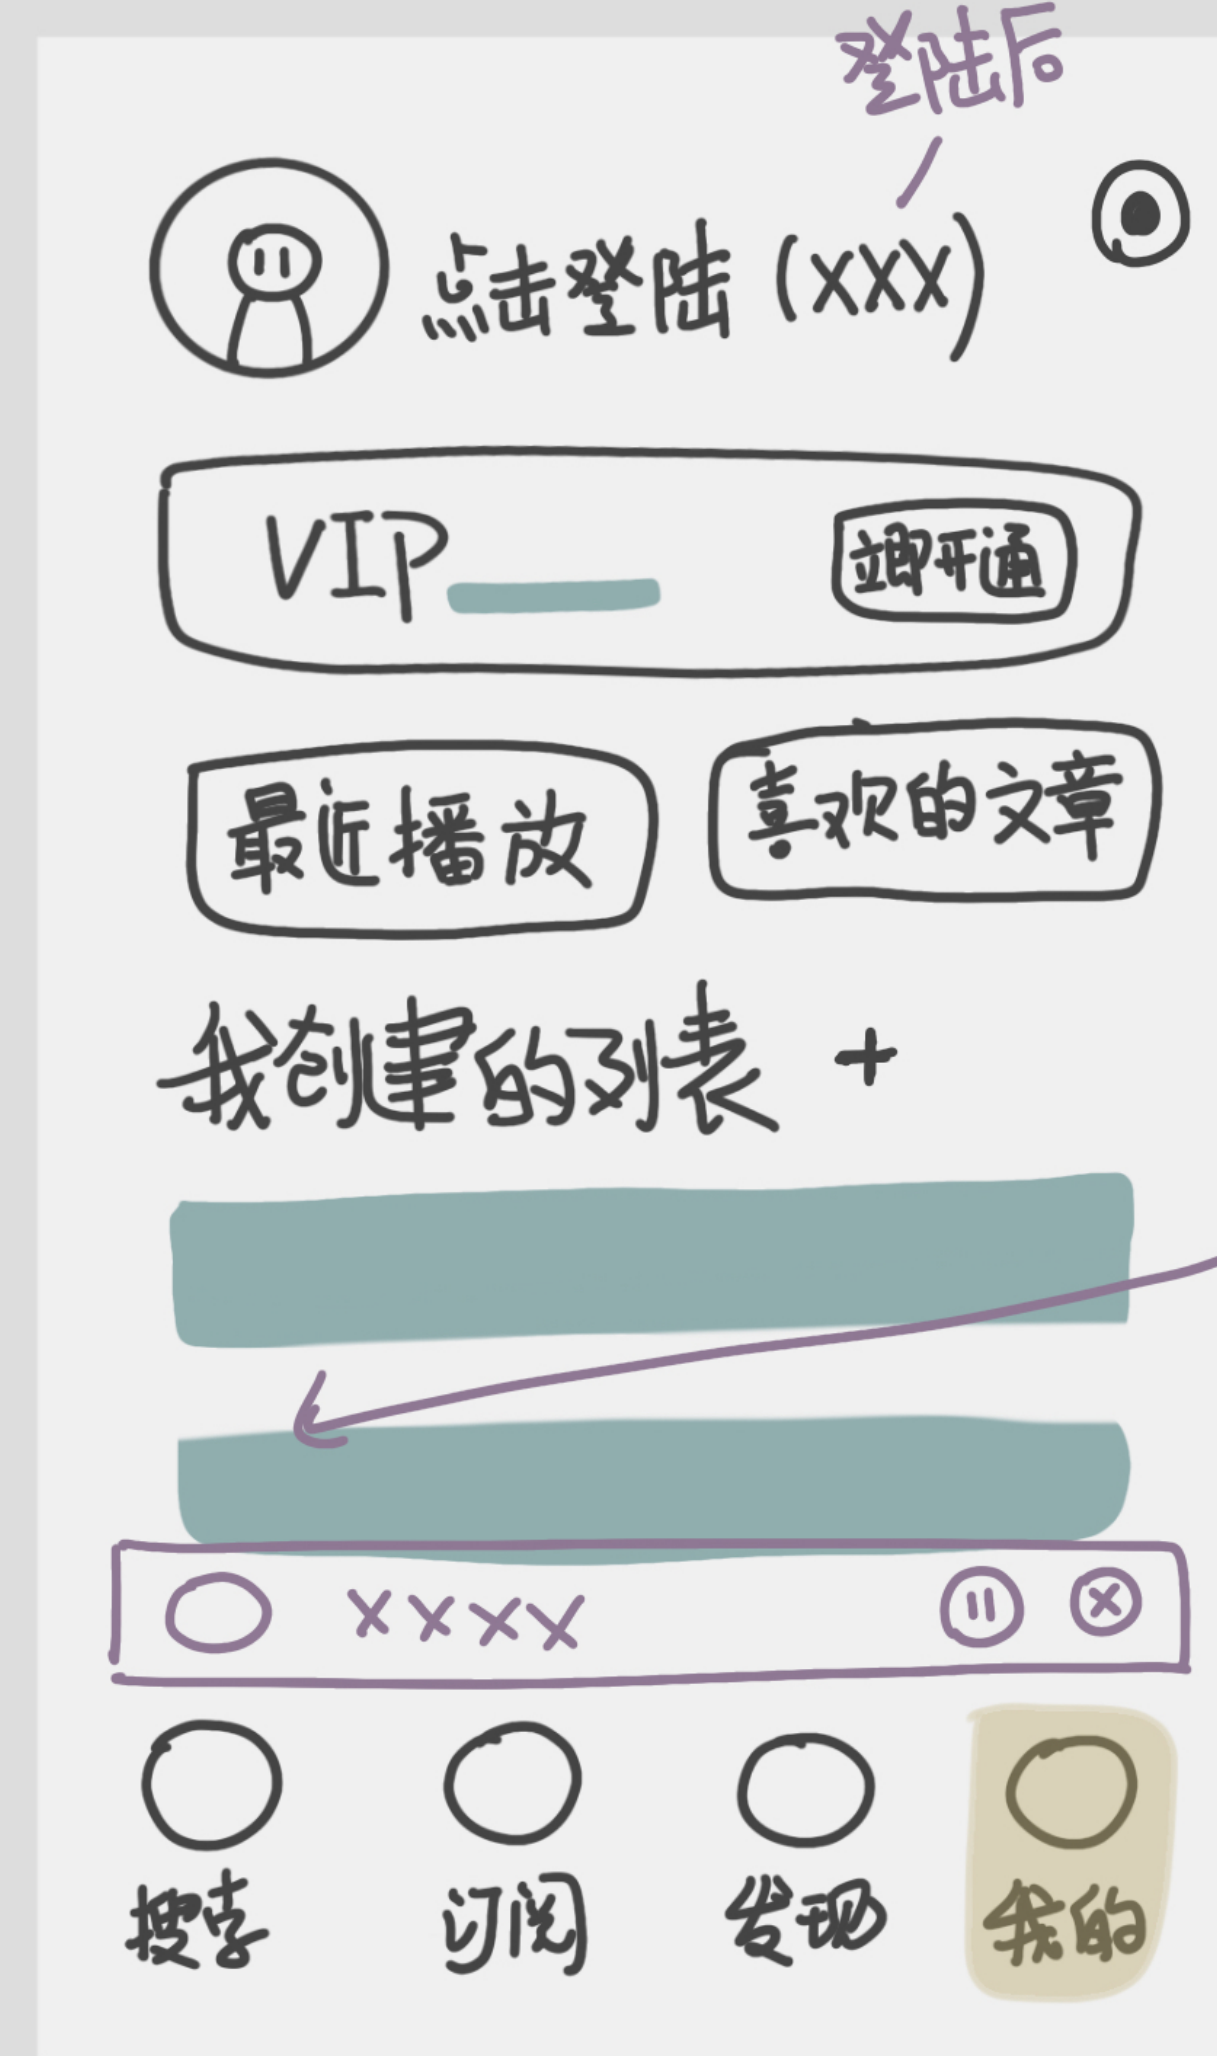 登陆后
点击登陆(XXX)
VIP
立即开通
最近播放
喜欢的文章
我创建的列表 +
XXXX
搜索
订阅
发现
我的